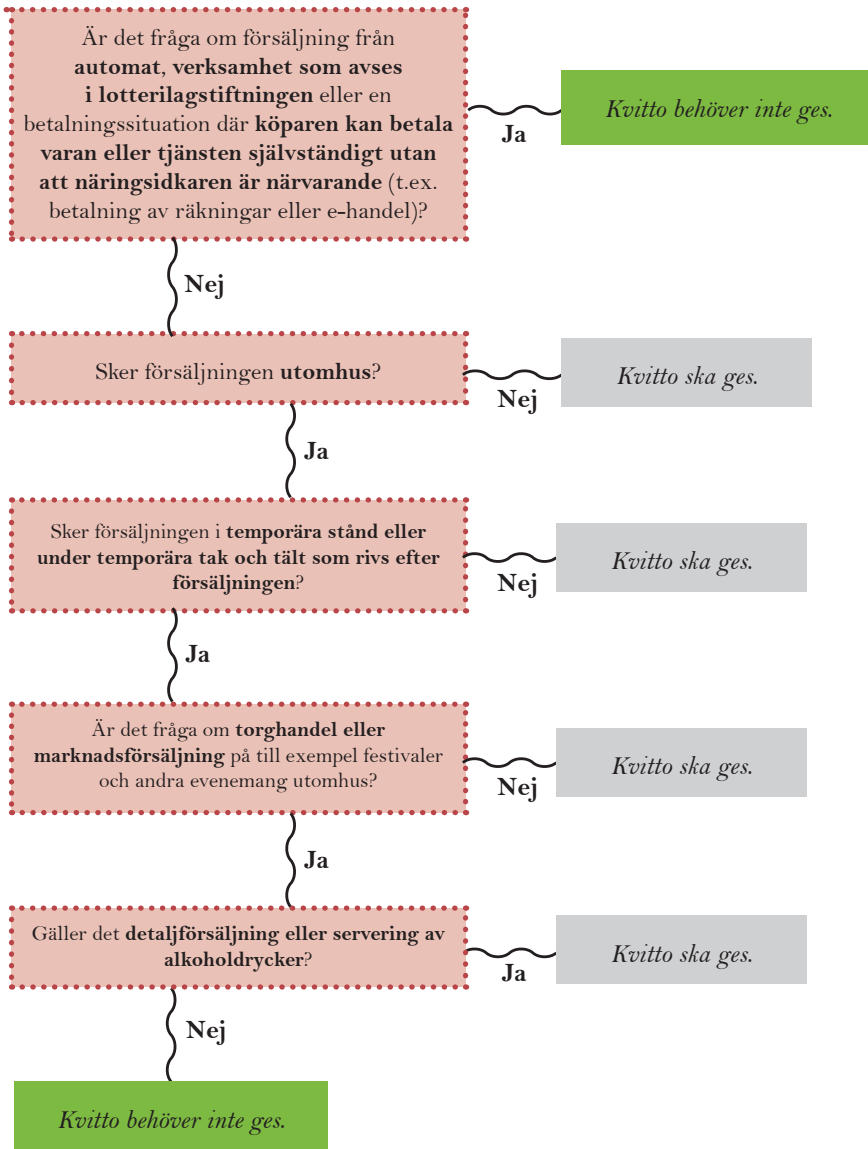 Är det fråga om försäljning från
automat, verksamhet som avses
i lotterilagstiftningen eller en
betalningssituation där köparen kan betala
varan eller tjänsten självständigt utan
att näringsidkaren är närvarande (t.ex.
betalning av räkningar eller e-handel)?
Ja
Kvitto behöver inte ges.
Nej
Sker försäljningen utomhus?
Nej
Kvitto ska ges.
Ja
Sker försäljningen i temporära stånd eller
under temporära tak och tält som rivs efter
försäljningen?
Nej
Kvitto ska ges.
Ja
Är det fråga om torghandel eller
marknadsförsäljning på till exempel festivaler
och andra evenemang utomhus?
Nej
Kvitto ska ges.
Ja
Gäller det detaljförsäljning eller servering av
alkoholdrycker?
Ja
Kvitto ska ges.
Nej
Kvitto behöver inte ges.